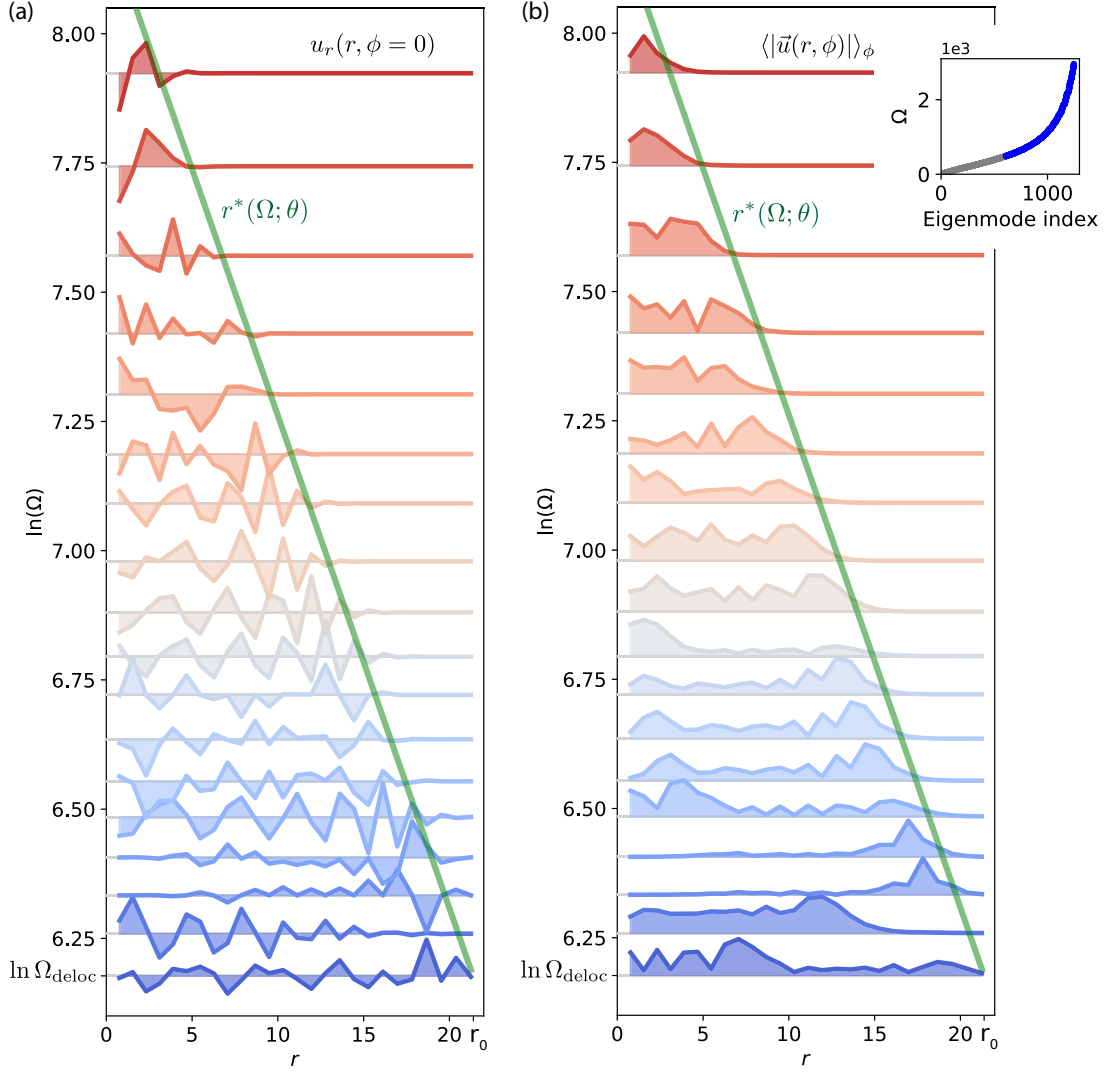 (a)
u_r(r, ϕ = 0)
r*(Ω; θ)
ln(Ω)
8.00
7.75
7.50
7.25
7.00
6.75
6.50
6.25
ln Ω_deloc
0 5 10 15 20 r_0
r
(b)
⟨|u⃗(r, ϕ)|⟩_ϕ
r*(Ω; θ)
ln(Ω)
8.00
7.75
7.50
7.25
7.00
6.75
6.50
6.25
ln Ω_deloc
0 5 10 15 20 r_0
r
1e3
Ω
2
0
0 1000
Eigenmode index